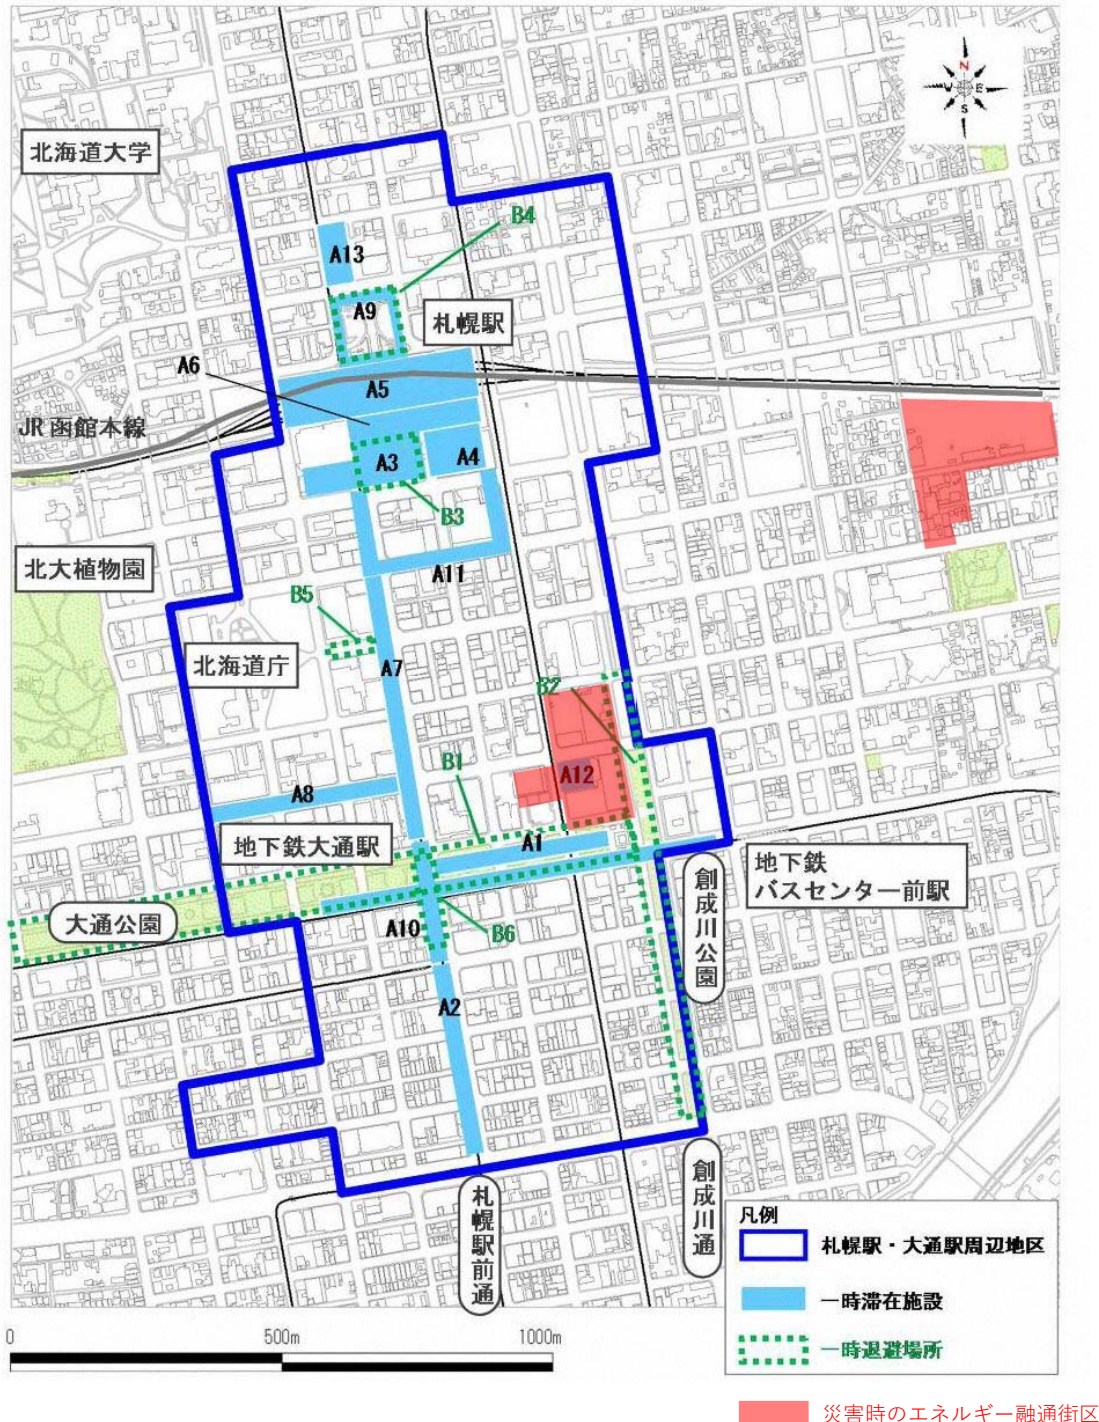 N
E
S
北海道大学
B4
A13
A9
札幌駅
A6
A5
JR 函館本線
A3
A4
B3
北大植物園
A11
B5
北海道庁
A7
B2
B1
A12
A8
地下鉄大通駅
A1
地下鉄
バスセンター前駅
創成川公園
大通公園
A10
B6
A2
札幌駅前通
創成川通
凡例
札幌駅・大通駅周辺地区
一時滞在施設
一時退避場所
0
500m
1000m
災害時のエネルギー融通街区